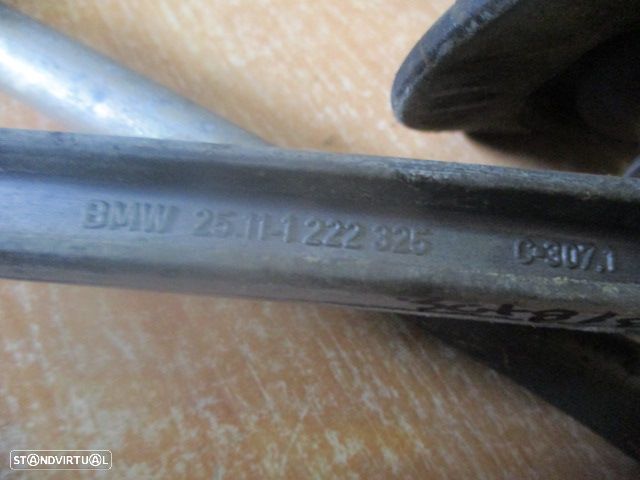 BMW 25.11-1 222 325 C-307.1
STANDVIRTUAL